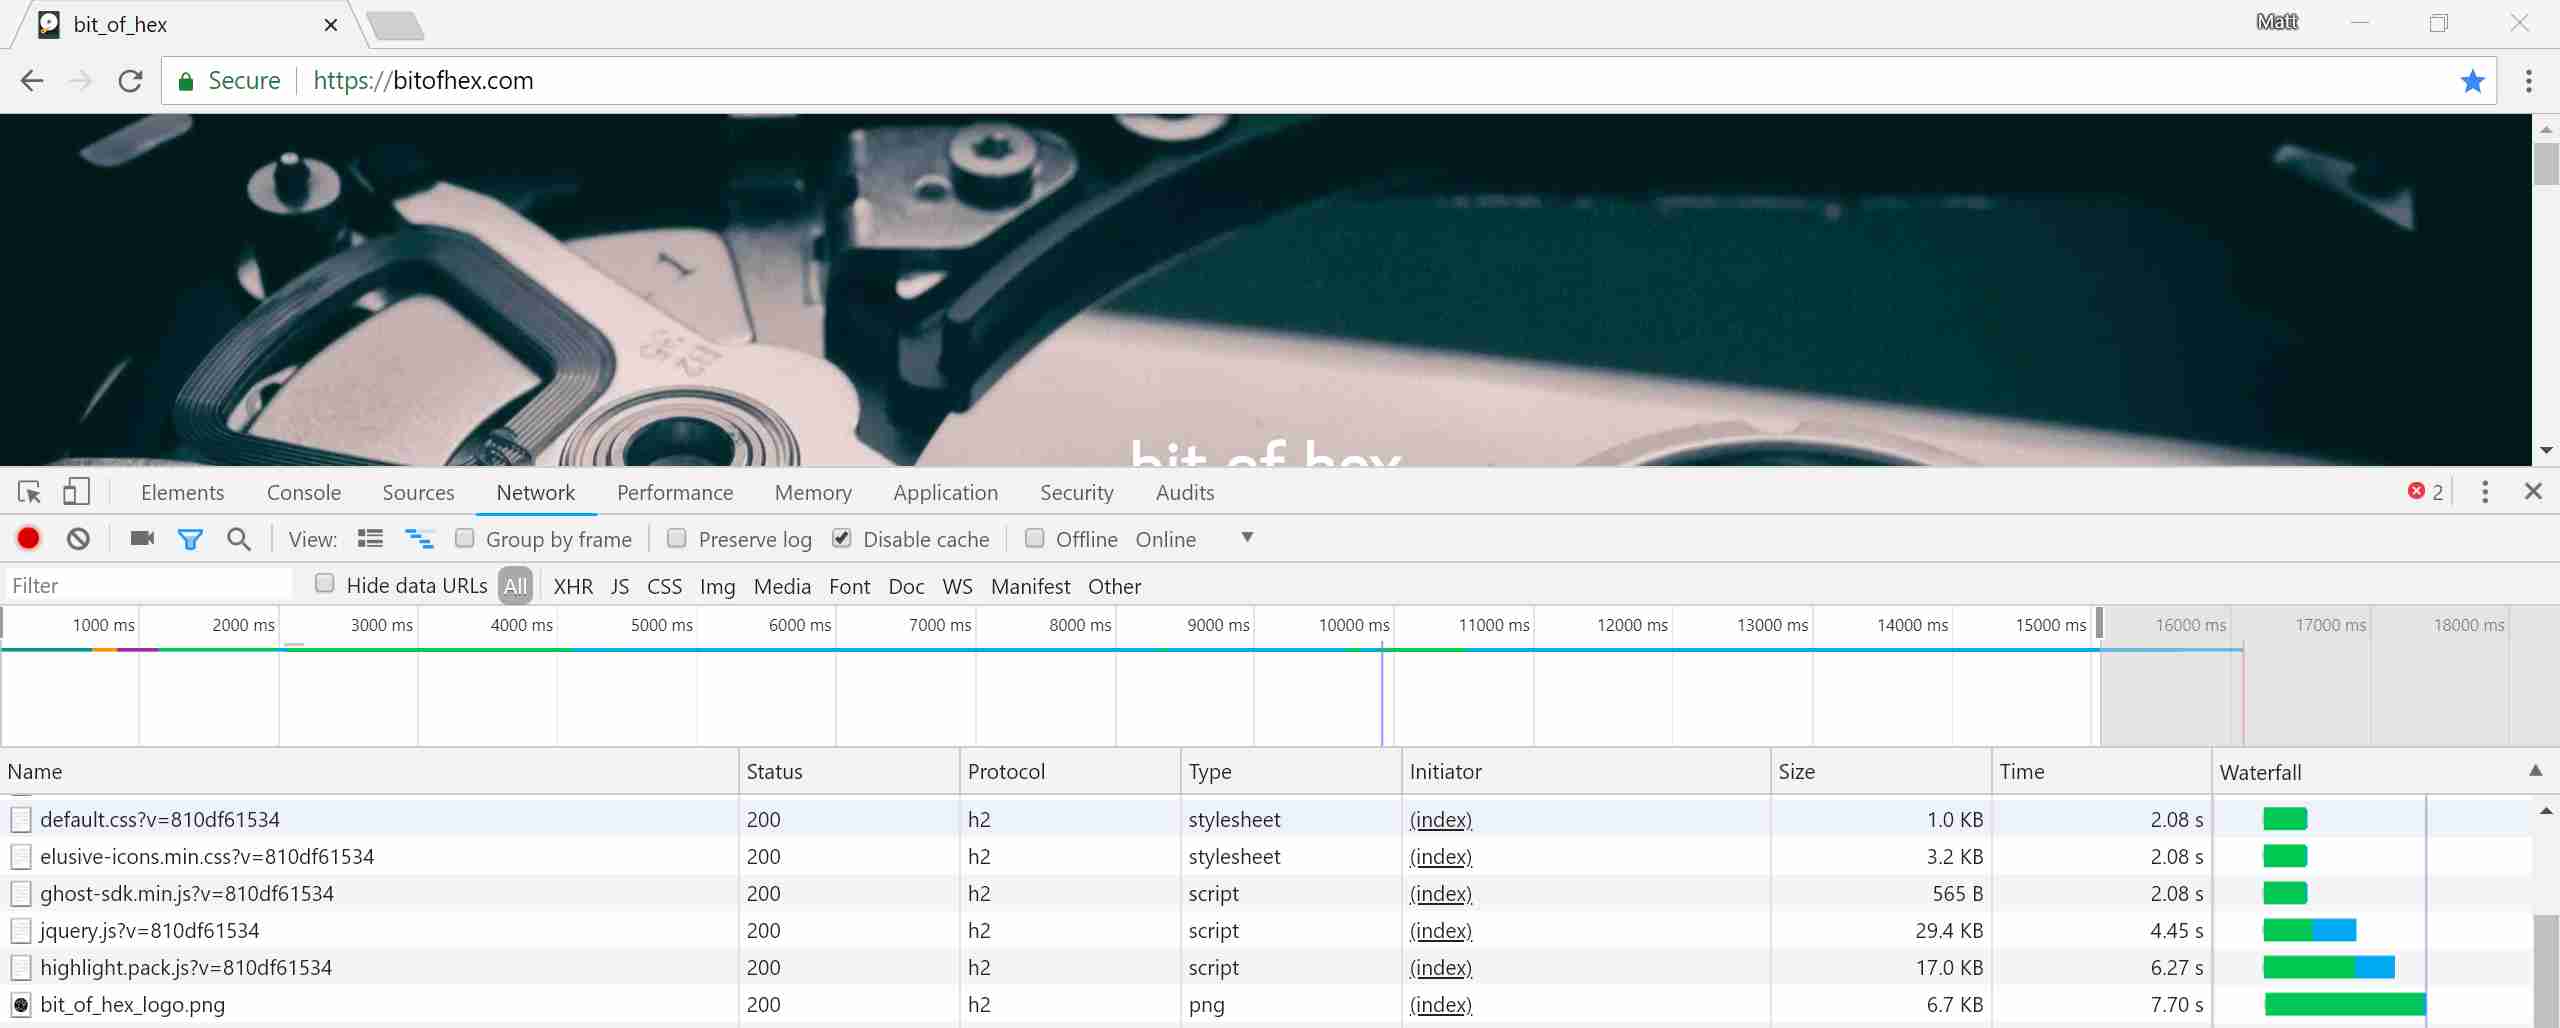 bit_of_hex
Matt
Secure https://bitofhex.com
1
bit of hex
Elements Console Sources Network Performance Memory Application Security Audits 2
View: Group by frame Preserve log Disable cache Offline Online
Filter Hide data URLs All XHR JS CSS Img Media Font Doc WS Manifest Other
1000 ms 2000 ms 3000 ms 4000 ms 5000 ms 6000 ms 7000 ms 8000 ms 9000 ms 10000 ms 11000 ms 12000 ms 13000 ms 14000 ms 15000 ms 16000 ms 17000 ms 18000 ms
Name Status Protocol Type Initiator Size Time Waterfall
default.css?v=810df61534 200 h2 stylesheet (index) 1.0 KB 2.08 s
elusive-icons.min.css?v=810df61534 200 h2 stylesheet (index) 3.2 KB 2.08 s
ghost-sdk.min.js?v=810df61534 200 h2 script (index) 565 B 2.08 s
jquery.js?v=810df61534 200 h2 script (index) 29.4 KB 4.45 s
highlight.pack.js?v=810df61534 200 h2 script (index) 17.0 KB 6.27 s
bit_of_hex_logo.png 200 h2 png (index) 6.7 KB 7.70 s